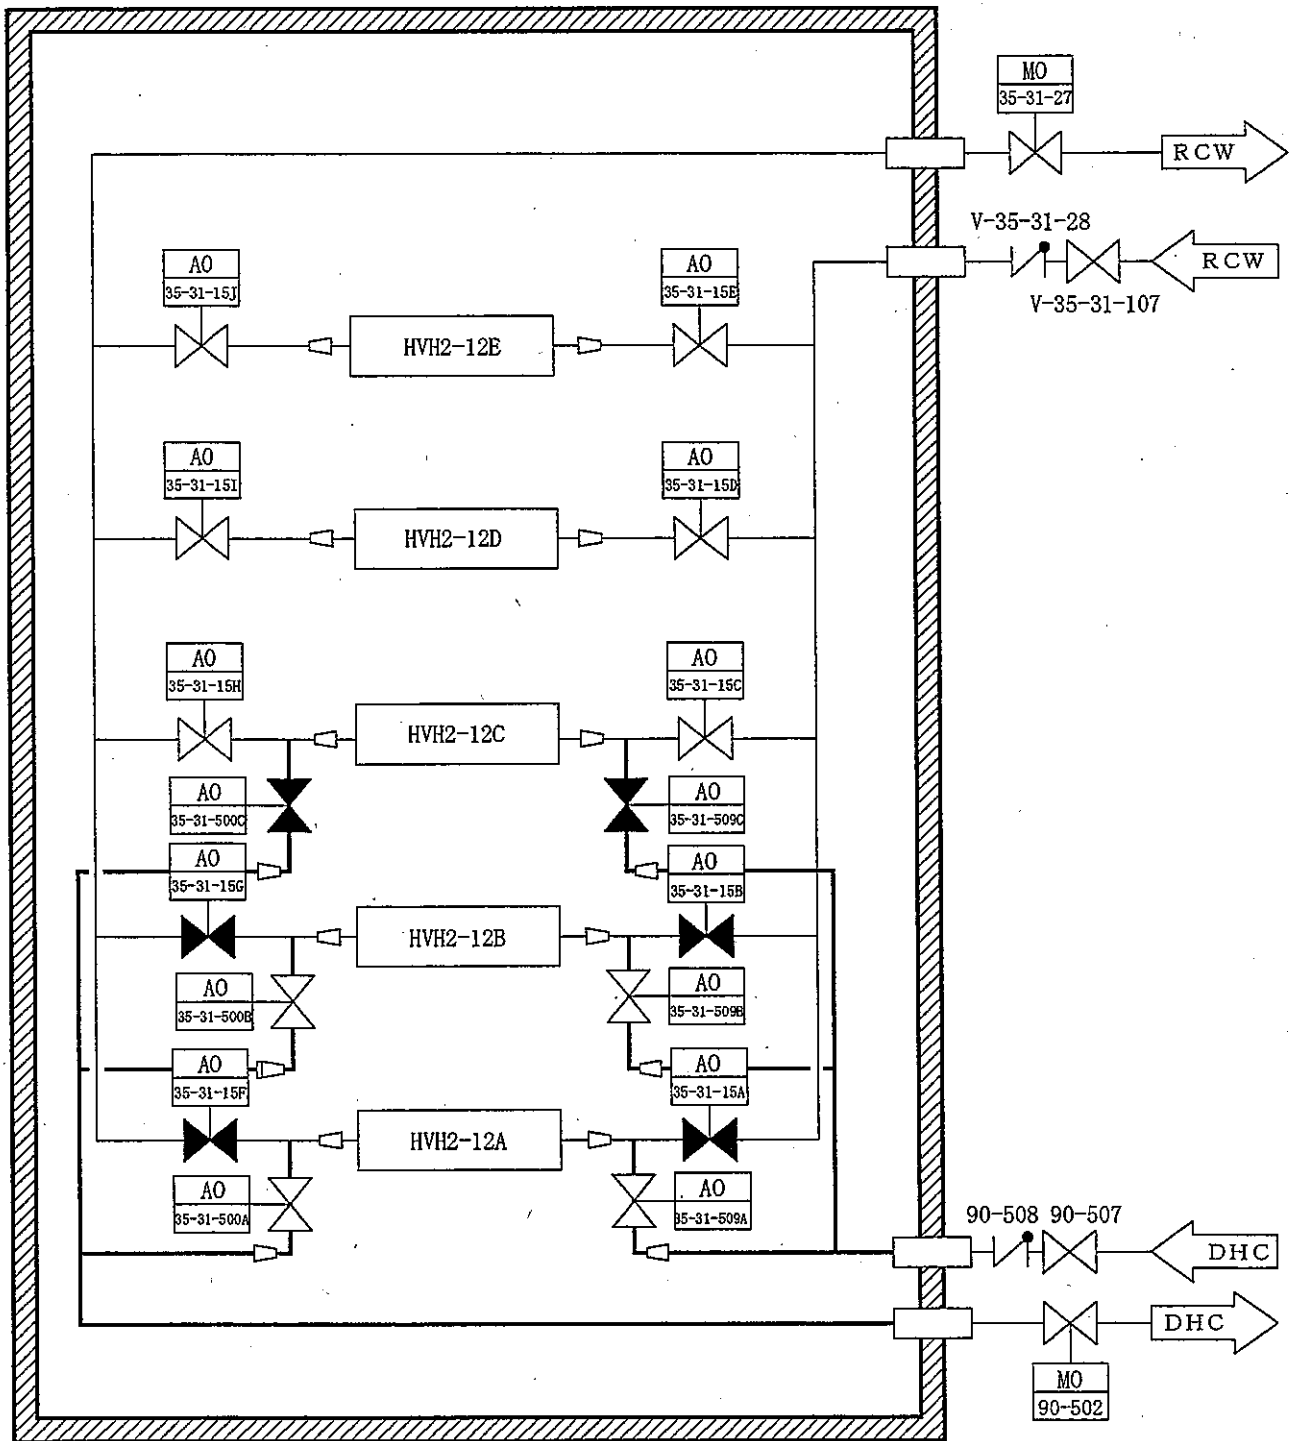 MO
35-31-27
RCW
V-35-31-28
RCW
V-35-31-107
AO
35-31-15J
AO
35-31-15E
HVH2-12E
AO
35-31-15I
AO
35-31-15D
HVH2-12D
AO
35-31-15H
AO
35-31-15C
HVH2-12C
AO
35-31-500C
AO
35-31-509C
AO
35-31-15G
AO
35-31-15B
HVH2-12B
AO
35-31-500B
AO
35-31-509B
AO
35-31-15F
AO
35-31-15A
HVH2-12A
AO
35-31-500A
AO
35-31-509A
90-508 90-507
DHC
DHC
MO
90-502